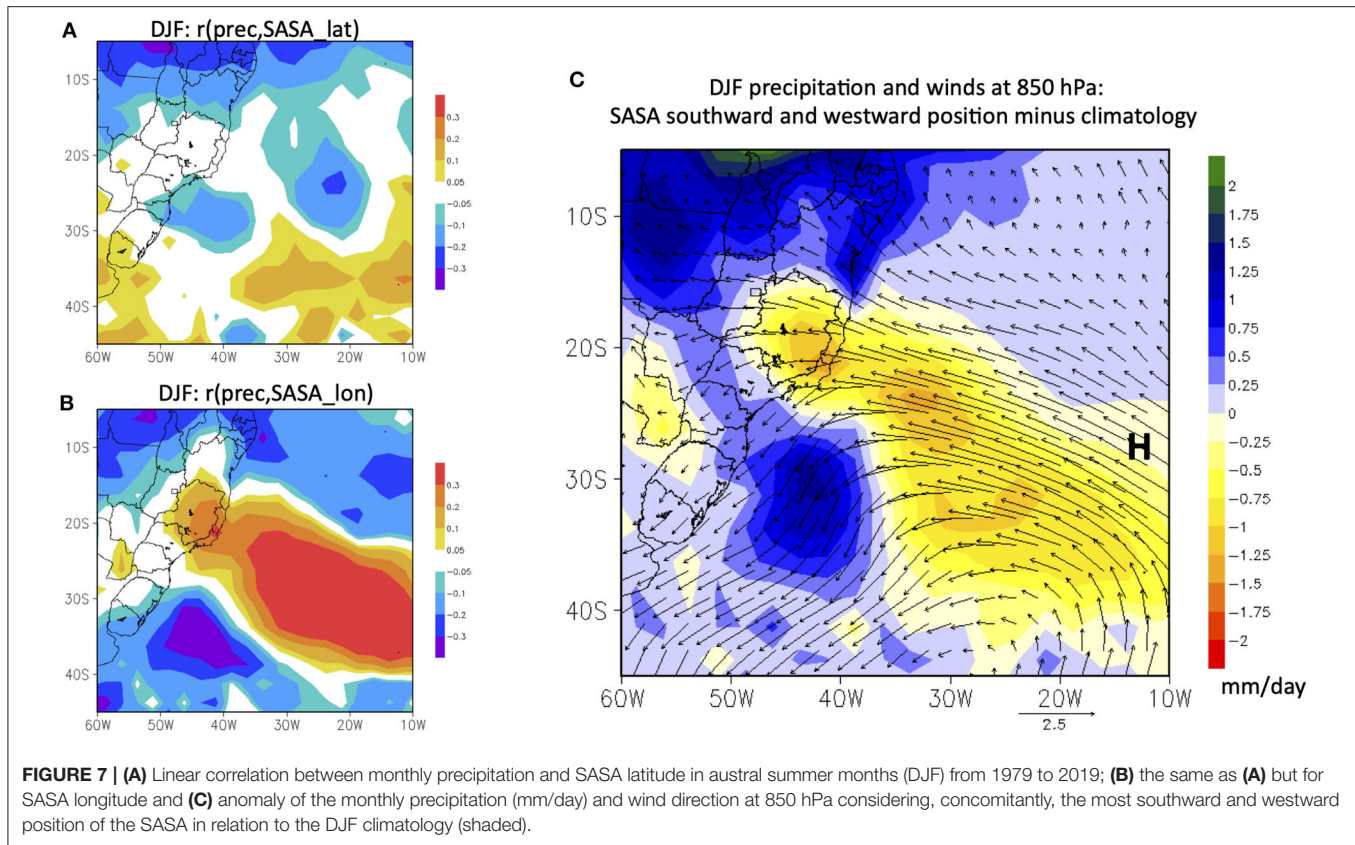 A
DJF: r(prec,SASA_lat)
10S
20S
30S
40S
60W 50W 40W 30W 20W 10W
0.3
0.2
0.1
0.05
−0.05
−0.1
−0.2
−0.3
B
DJF: r(prec,SASA_lon)
10S
20S
30S
40S
60W 50W 40W 30W 20W 10W
0.3
0.2
0.1
0.05
−0.05
−0.1
−0.2
−0.3
C
DJF precipitation and winds at 850 hPa:
SASA southward and westward position minus climatology
10S
20S
30S
40S
60W 50W 40W 30W 20W 10W
H
2.5
2
1.75
1.5
1.25
1
0.75
0.5
0.25
0
−0.25
−0.5
−0.75
−1
−1.25
−1.5
−1.75
−2
mm/day
FIGURE 7 | (A) Linear correlation between monthly precipitation and SASA latitude in austral summer months (DJF) from 1979 to 2019; (B) the same as (A) but for
SASA longitude and (C) anomaly of the monthly precipitation (mm/day) and wind direction at 850 hPa considering, concomitantly, the most southward and westward
position of the SASA in relation to the DJF climatology (shaded).